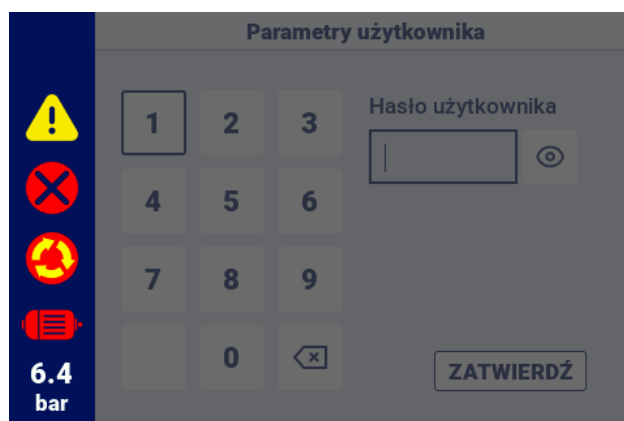 Parametry użytkownika
Hasło użytkownika
1 2 3
4 5 6
7 8 9
0
ZATWIERDŹ
6.4
bar